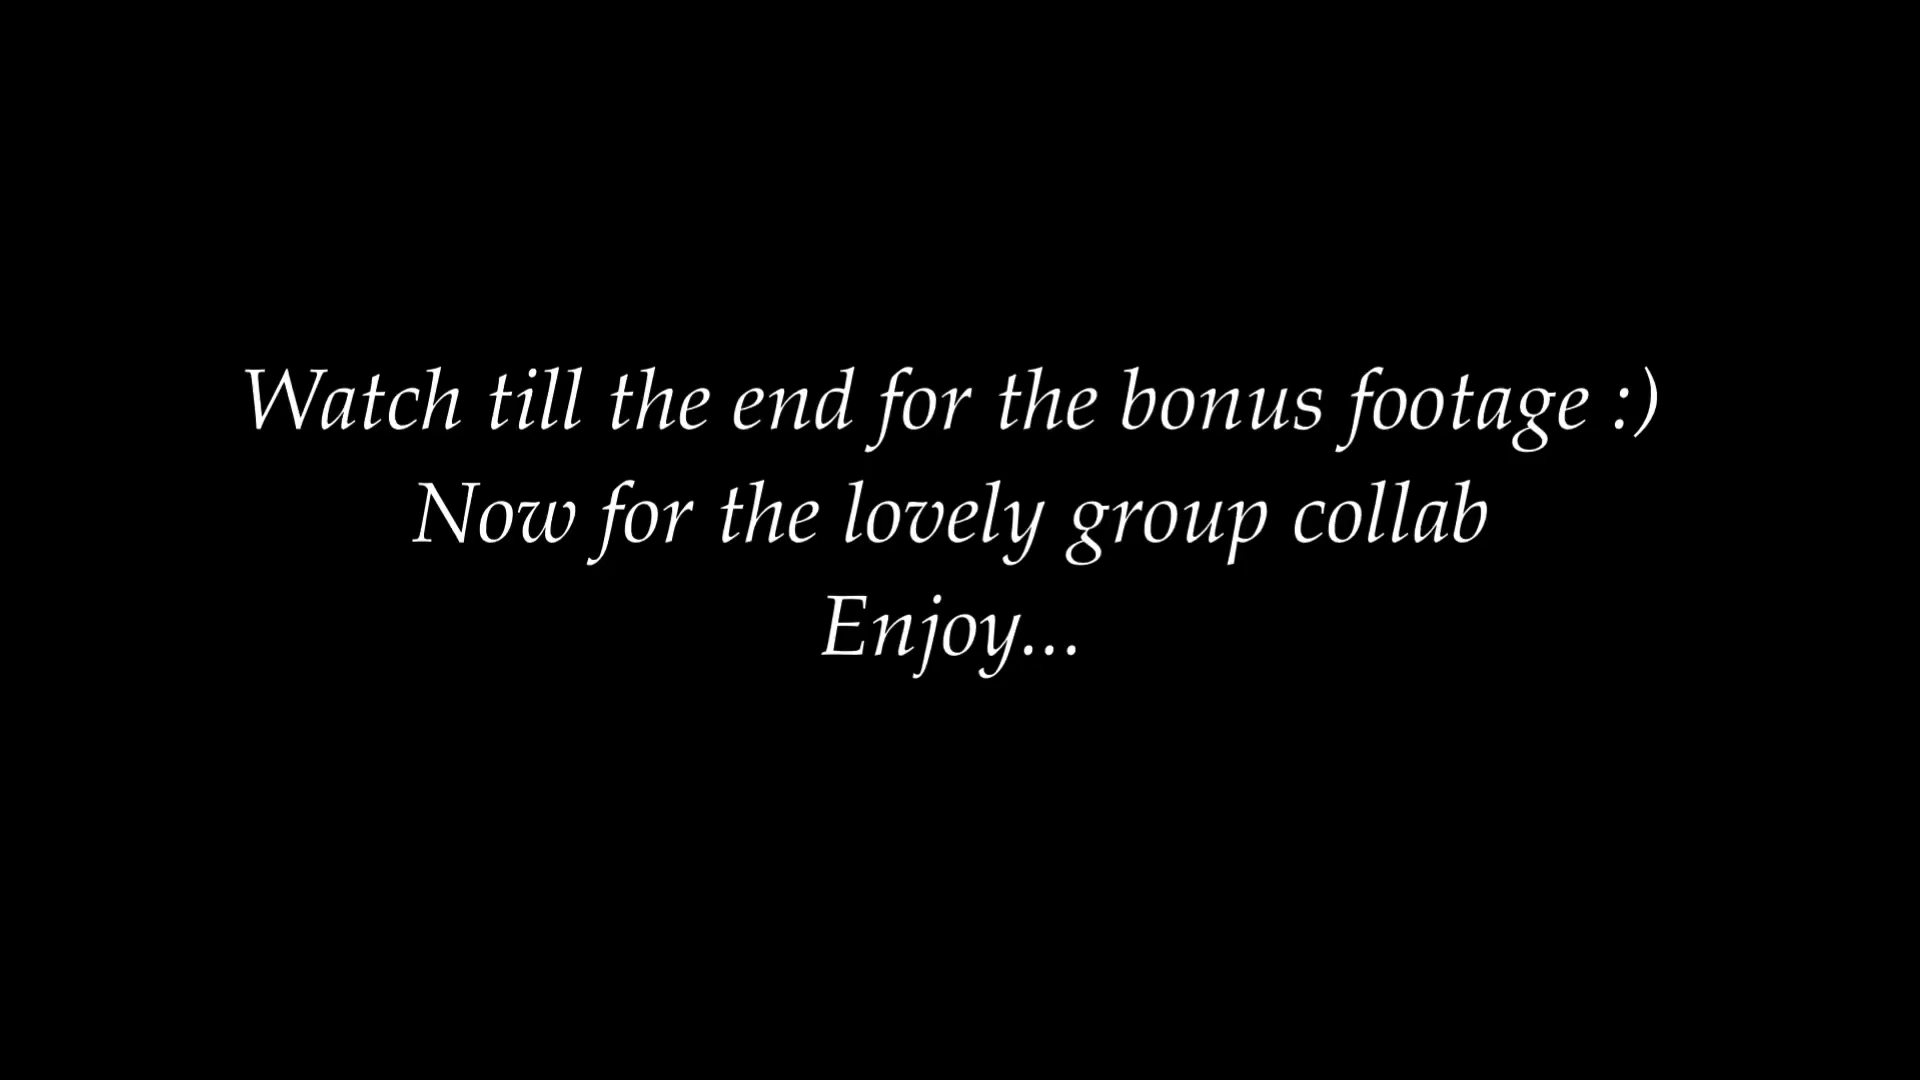 Watch till the end for the bonus footage :)
Now for the lovely group collab
Enjoy...